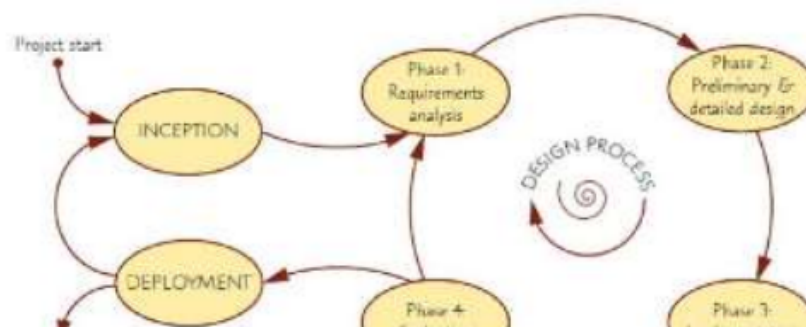 Project start
INCEPTION
Phase 1:
Requirements
analysis
Phase 2:
Preliminary &
detailed design
DESIGN PROCESS
DEPLOYMENT
Phase 4:
Phase 3: